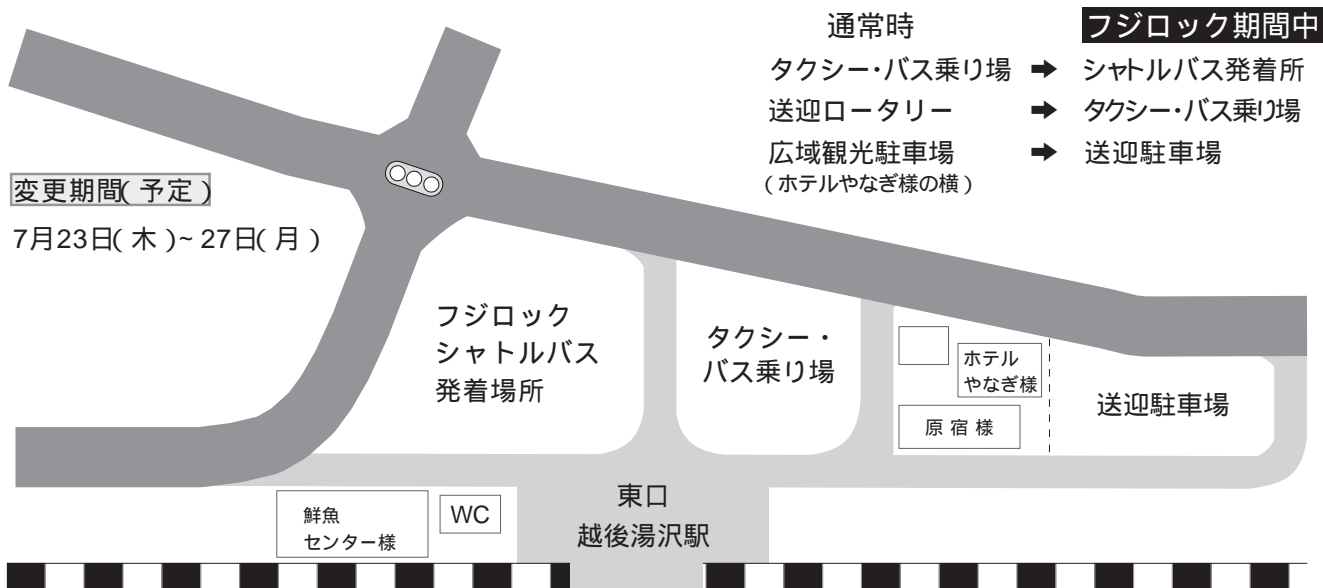 通常時
フジロック期間中
タクシー・バス乗り場 ➡ シャトルバス発着所
送迎ロータリー ➡ タクシー・バス乗り場
広域観光駐車場 ➡ 送迎駐車場
(ホテルやなぎ様の横)
変更期間(予定)
7月23日(木)~27日(月)
フジロック
シャトルバス
発着場所
タクシー・
バス乗り場
ホテル
やなぎ様
原宿様
送迎駐車場
鮮魚
センター様
WC
東口
越後湯沢駅